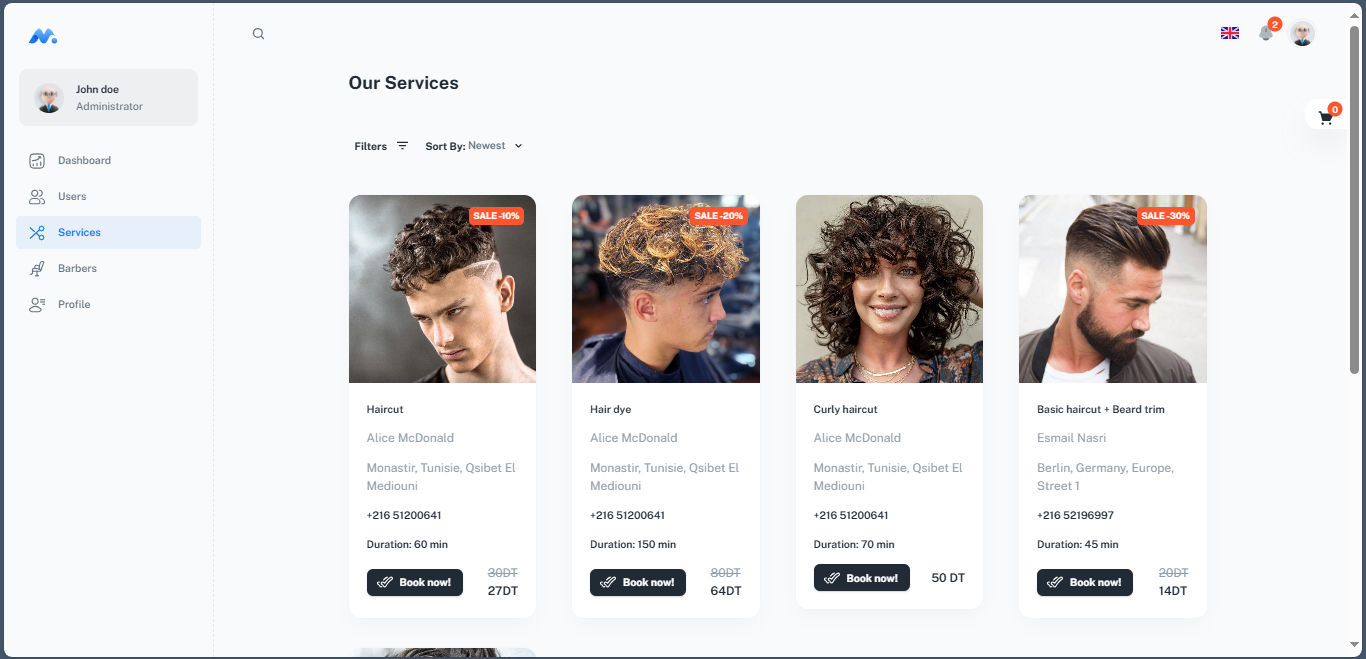 2
John doe
Administrator
Our Services
0
Dashboard
Users
Services
Barbers
Profile
Filters
Sort By: Newest
SALE -10%
Haircut
Alice McDonald
Monastir, Tunisie, Qsibet El
Mediouni
+216 51200641
Duration: 60 min
Book now!
30DT
27DT
SALE -20%
Hair dye
Alice McDonald
Monastir, Tunisie, Qsibet El
Mediouni
+216 51200641
Duration: 150 min
Book now!
80DT
64DT
Curly haircut
Alice McDonald
Monastir, Tunisie, Qsibet El
Mediouni
+216 51200641
Duration: 70 min
Book now!
50 DT
SALE -30%
Basic haircut + Beard trim
Esmail Nasri
Berlin, Germany, Europe,
Street 1
+216 52196997
Duration: 45 min
Book now!
20DT
14DT